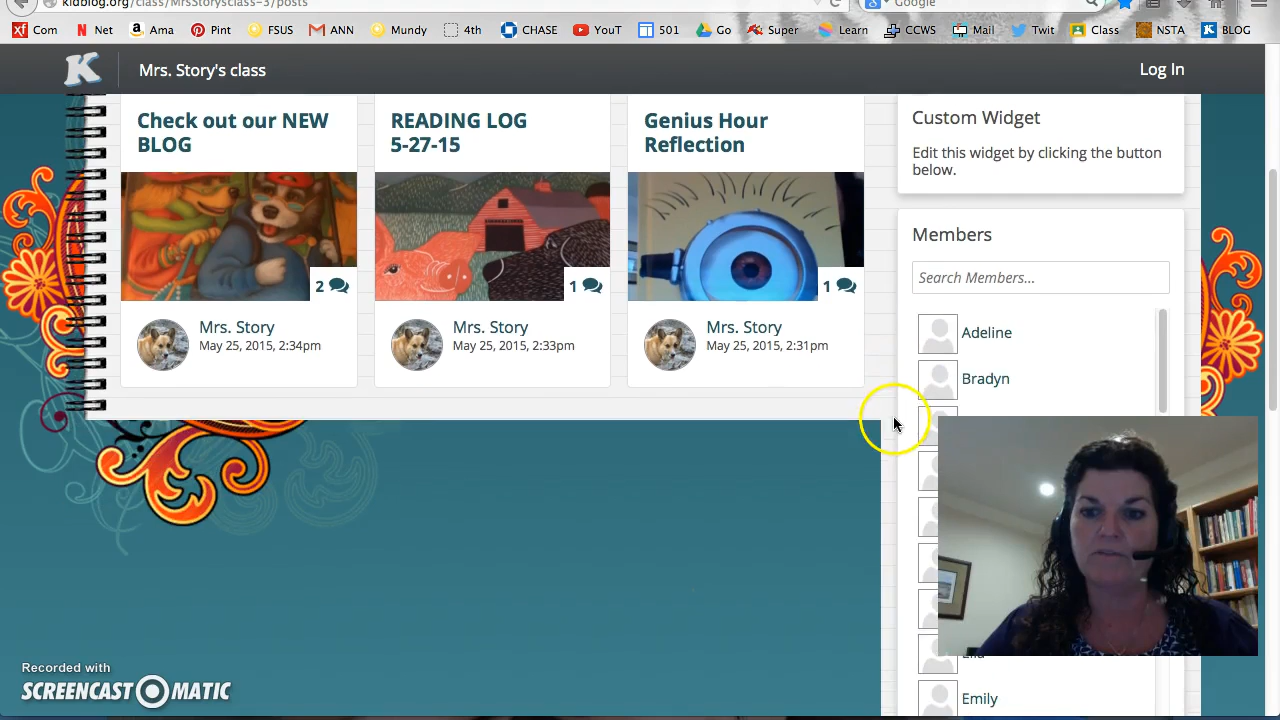 kidblog.org/class/MrsStorysclass-3/posts
Google
Com Net Ama Pint FSUS ANN Mundy 4th CHASE YouT 501 Go Super Learn CCWS Mail Twit Class NSTA BLOG
K Mrs. Story's class Log In
Check out our NEW
BLOG
READING LOG
5-27-15
Genius Hour
Reflection
2
1
1
Mrs. Story
May 25, 2015, 2:34pm
Mrs. Story
May 25, 2015, 2:33pm
Mrs. Story
May 25, 2015, 2:31pm
Custom Widget
Edit this widget by clicking the button
below.
Members
Search Members...
Adeline
Bradyn
Emily
Recorded with
SCREENCAST-O-MATIC